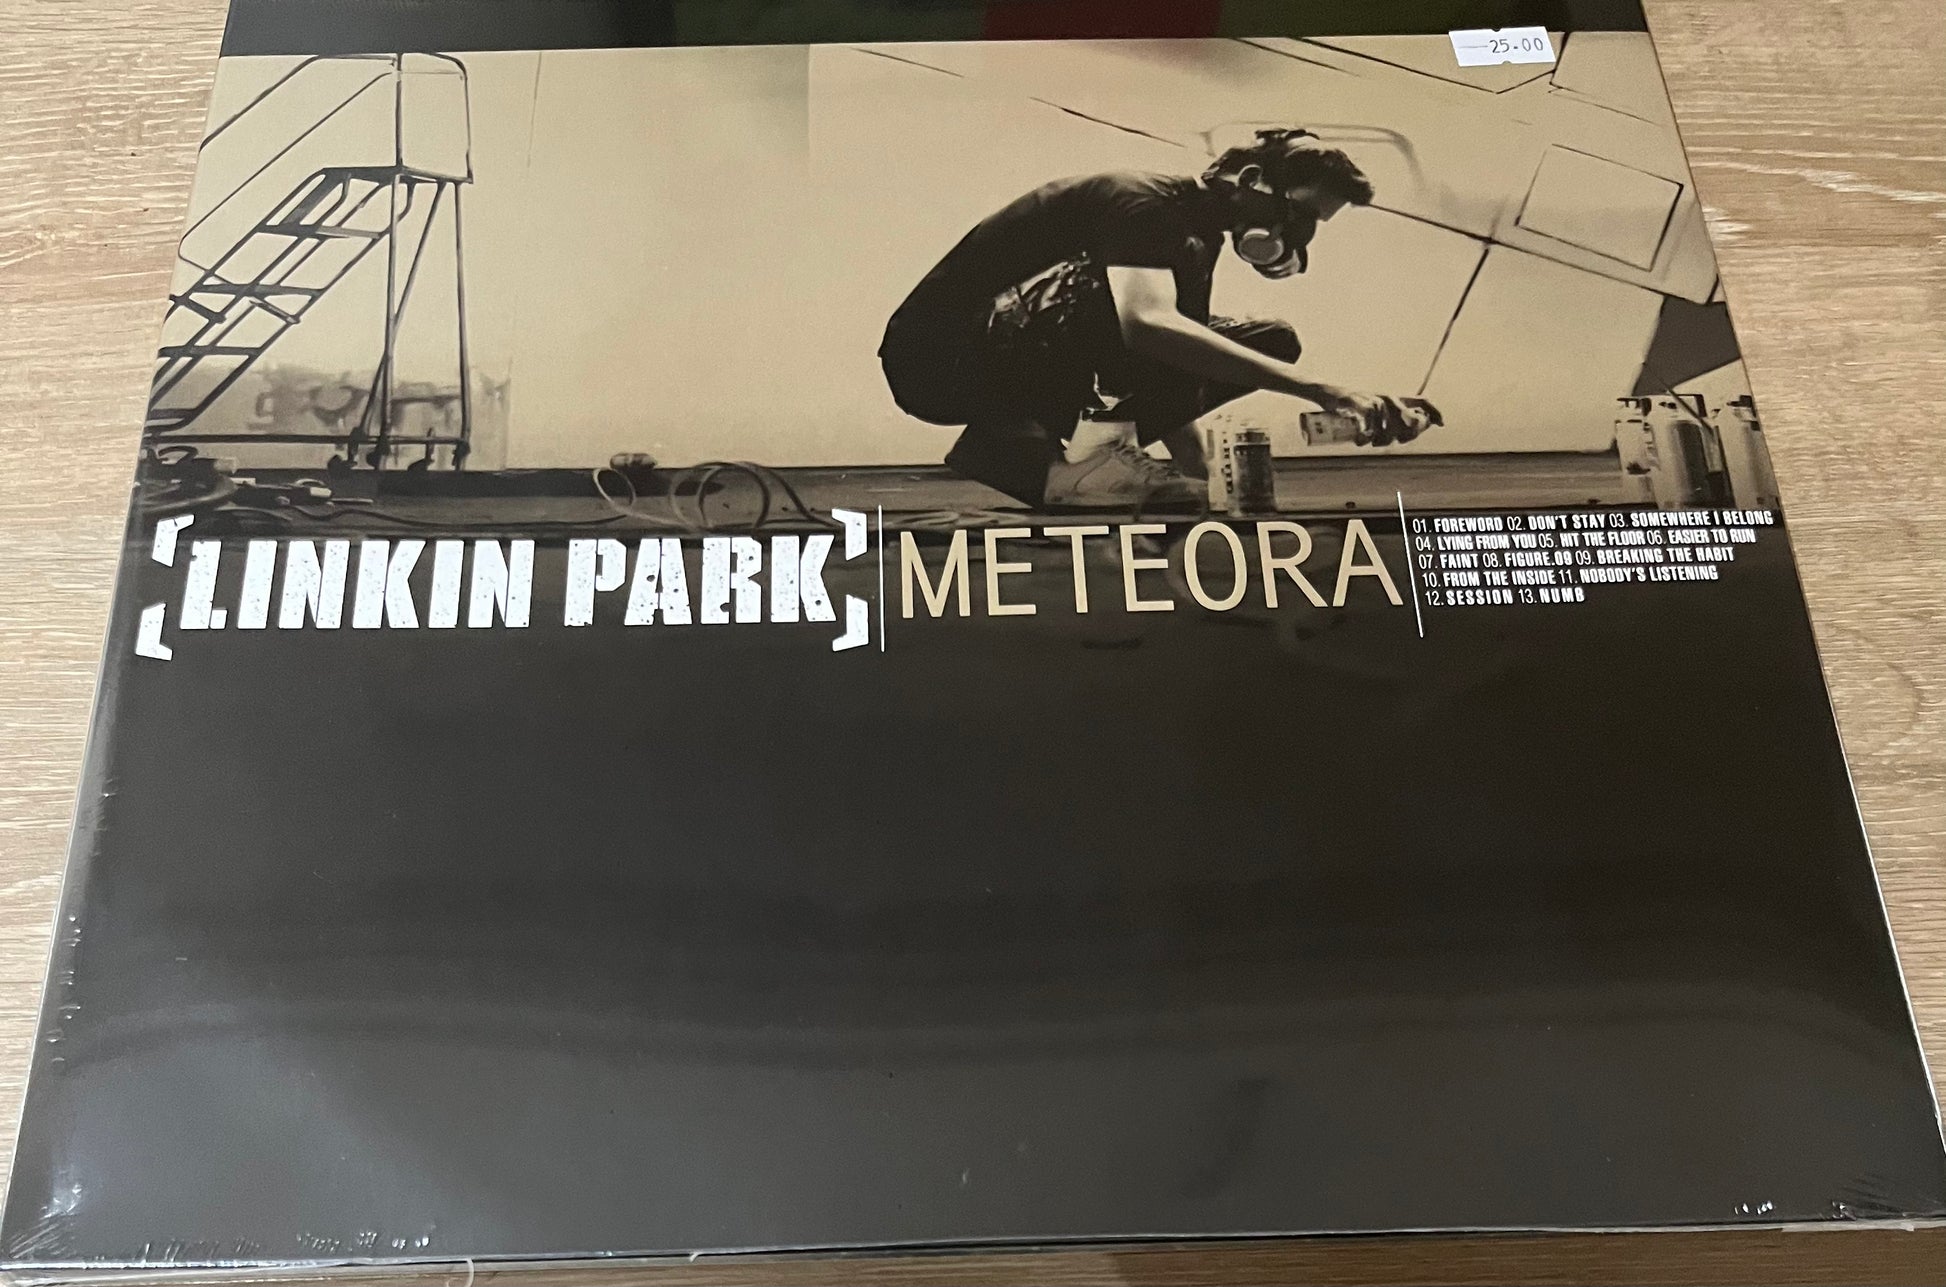 25.00
LINKIN PARK
METEORA
01. FOREWORD 02. DON'T STAY 03. SOMEWHERE I BELONG
04. LYING FROM YOU 05. HIT THE FLOOR 06. EASIER TO RUN
07. FAINT 08. FIGURE.09 09. BREAKING THE HABIT
10. FROM THE INSIDE 11. NOBODY'S LISTENING
12. SESSION 13. NUMB